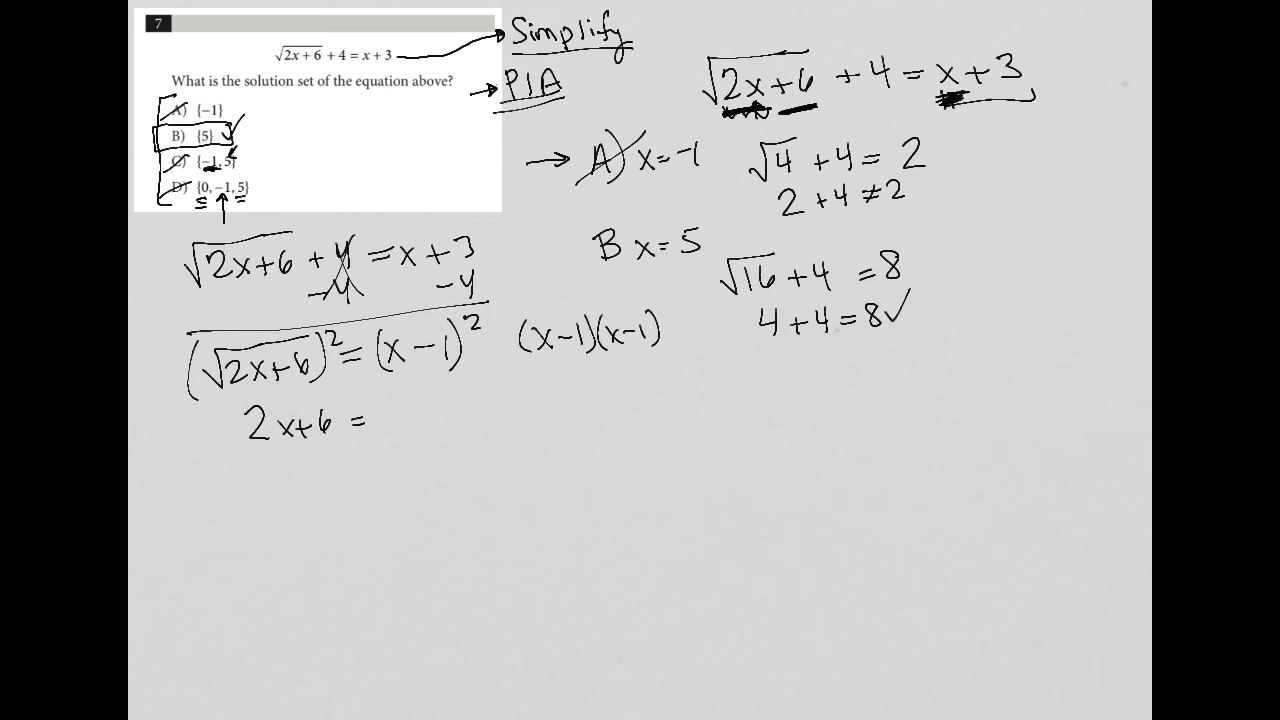 7
√2x + 6 + 4 = x + 3
What is the solution set of the equation above?
A) {−1}
B) {5} ✓
C) {−1, 5}
D) {0, −1, 5}
Simplify
PIA
√2x+6 + 4 = x + 3
A) x = -1
√4 + 4 = 2
2 + 4 ≠ 2
B x = 5
√16 + 4 = 8
4 + 4 = 8 ✓
√2x+6 + 4 = x + 3
-4 -4
(√2x+6)² = (x - 1)² (x-1)(x-1)
2x+6 =